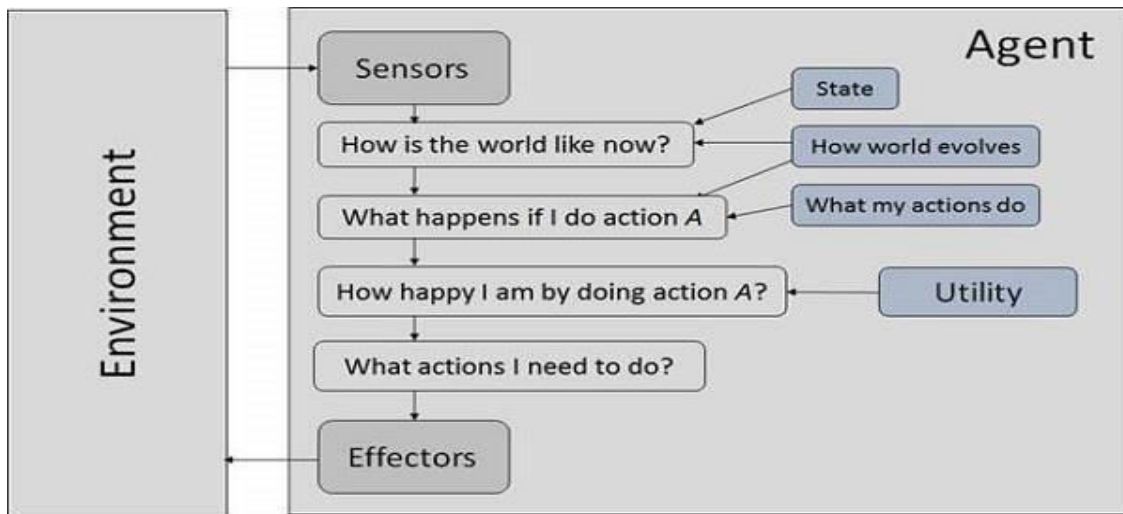 Agent
Environment
Sensors
State
How is the world like now?
How world evolves
What happens if I do action A
What my actions do
How happy I am by doing action A?
Utility
What actions I need to do?
Effectors